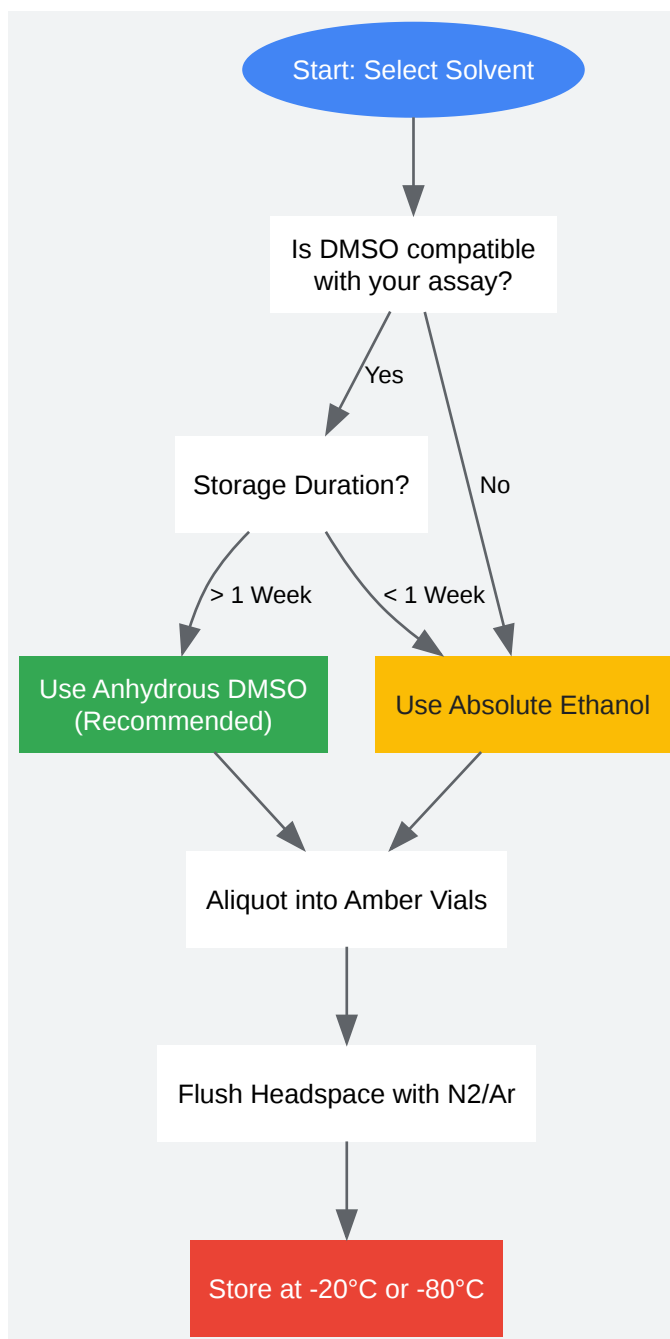 Start: Select Solvent
Is DMSO compatible
with your assay?
Yes
No
Storage Duration?
> 1 Week
< 1 Week
Use Anhydrous DMSO
(Recommended)
Use Absolute Ethanol
Aliquot into Amber Vials
Flush Headspace with N2/Ar
Store at -20°C or -80°C